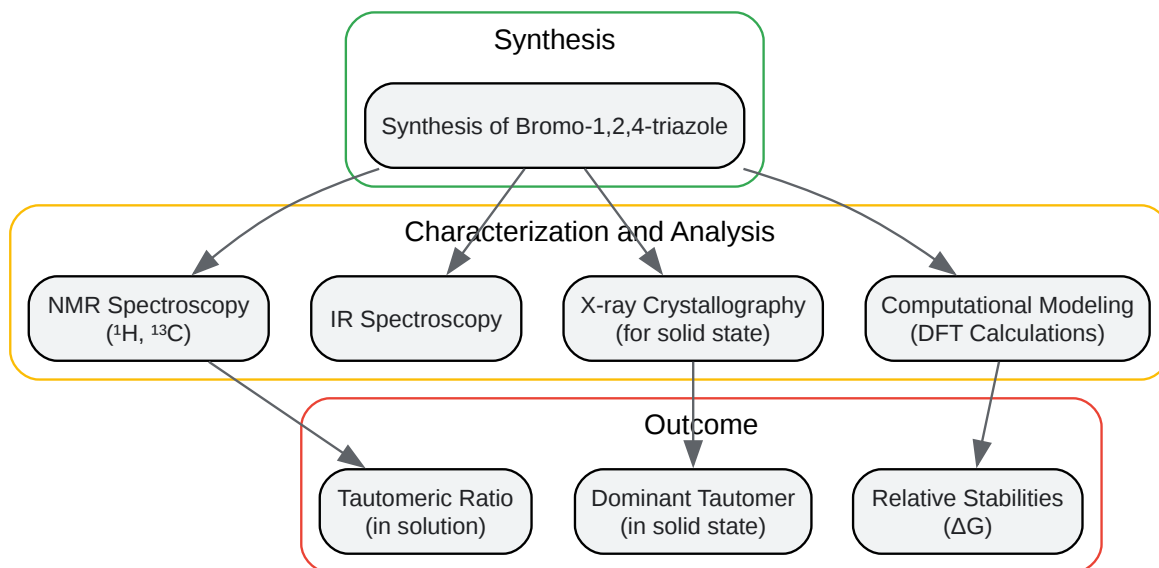 Synthesis
Synthesis of Bromo-1,2,4-triazole
Characterization and Analysis
NMR Spectroscopy
(¹H, ¹³C)
IR Spectroscopy
X-ray Crystallography
(for solid state)
Computational Modeling
(DFT Calculations)
Outcome
Tautomeric Ratio
(in solution)
Dominant Tautomer
(in solid state)
Relative Stabilities
(ΔG)